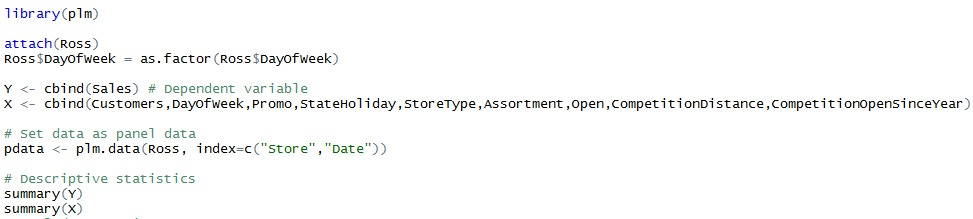 library(plm)
attach(Ross)
Ross$DayOfWeek = as.factor(Ross$DayOfWeek)
Y <- cbind(Sales) # Dependent variable
X <- cbind(Customers,DayOfWeek,Promo,StateHoliday,StoreType,Assortment,Open,CompetitionDistance,CompetitionOpenSinceYear)
# Set data as panel data
pdata <- plm.data(Ross, index=c("Store","Date"))
# Descriptive statistics
summary(Y)
summary(X)